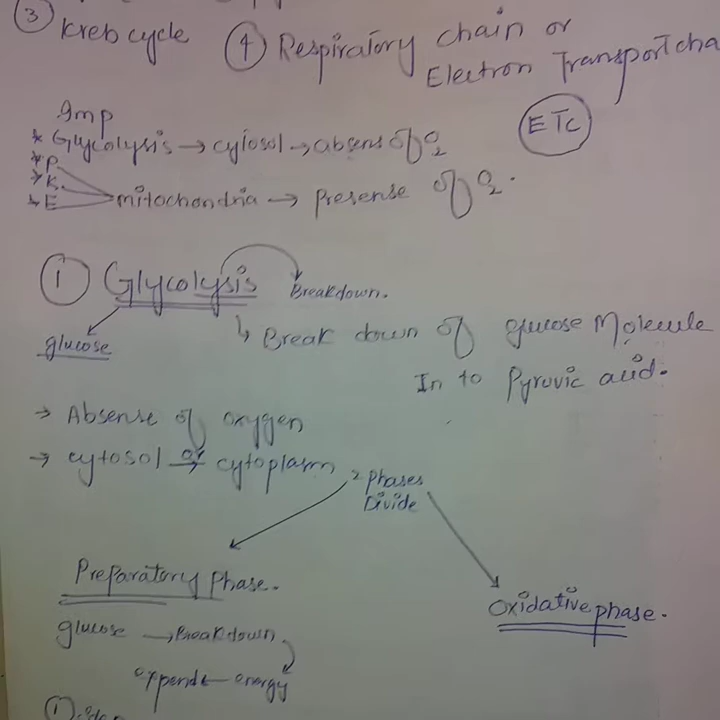 ③ Kreb cycle ④ Respiratory chain or
Electron Transport Cha
ETC
Imp
* Glycolysis → cytosol → absens of O2
* P
* K
* E
mitochondria → Presense of O2.
① Glycolysis Breakdown.
glucose
↳ Break down of glucose Molecule
In to Pyruvic acid.
→ Absense of oxygen
→ cytosol or cytoplasm
2 Phases
Divide
Preparatory Phase.
Oxidative phase.
glucose → Breakdown
expend energy
①